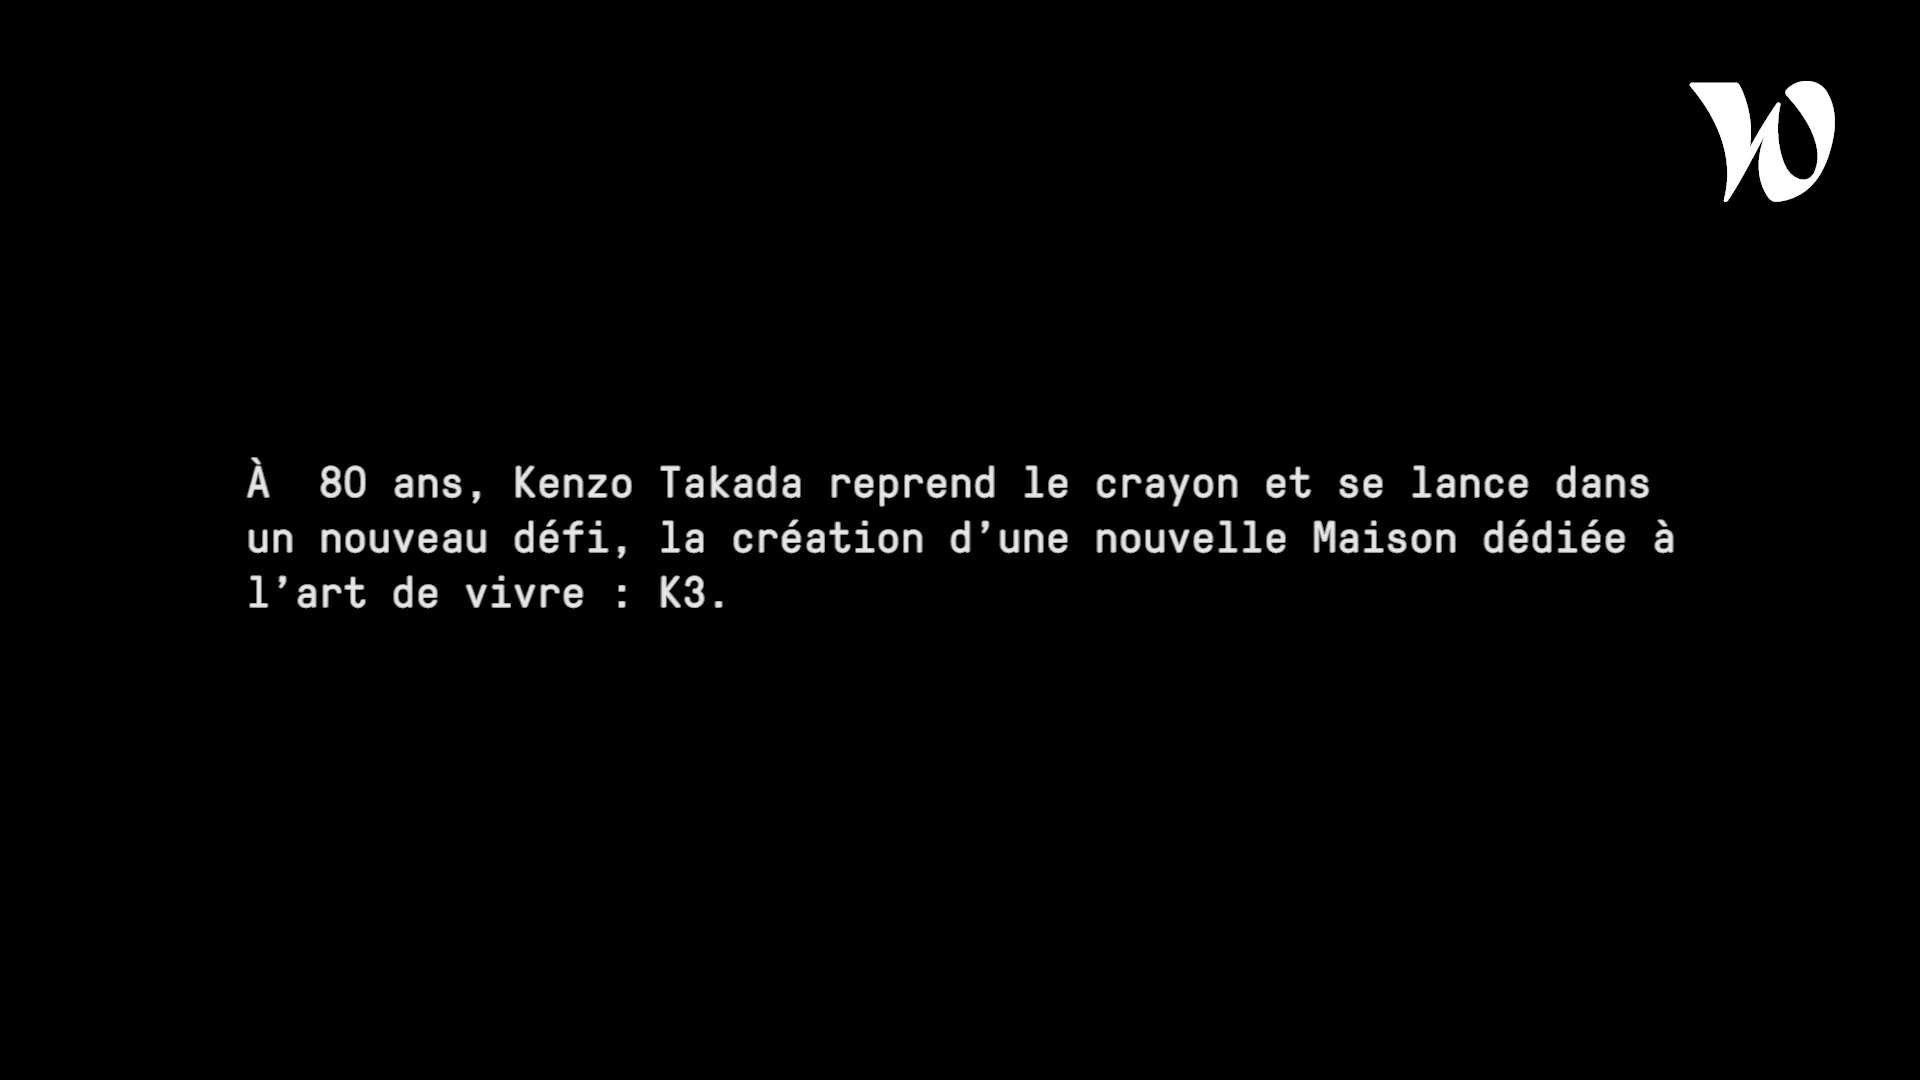 W
À  80 ans, Kenzo Takada reprend le crayon et se lance dans
un nouveau défi, la création d’une nouvelle Maison dédiée à
l’art de vivre : K3.